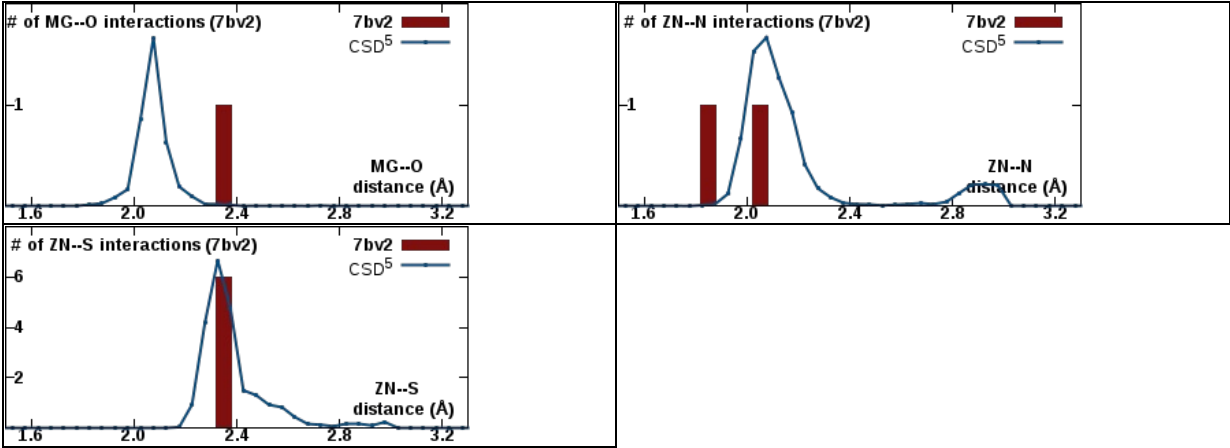 # of MG--O interactions (7bv2)
7bv2
CSD5
1
MG--O
distance (Å)
1.6 2.0 2.4 2.8 3.2
# of ZN--N interactions (7bv2)
7bv2
CSD5
1
ZN--N
distance (Å)
1.6 2.0 2.4 2.8 3.2
# of ZN--S interactions (7bv2)
7bv2
CSD5
6
4
2
ZN--S
distance (Å)
1.6 2.0 2.4 2.8 3.2